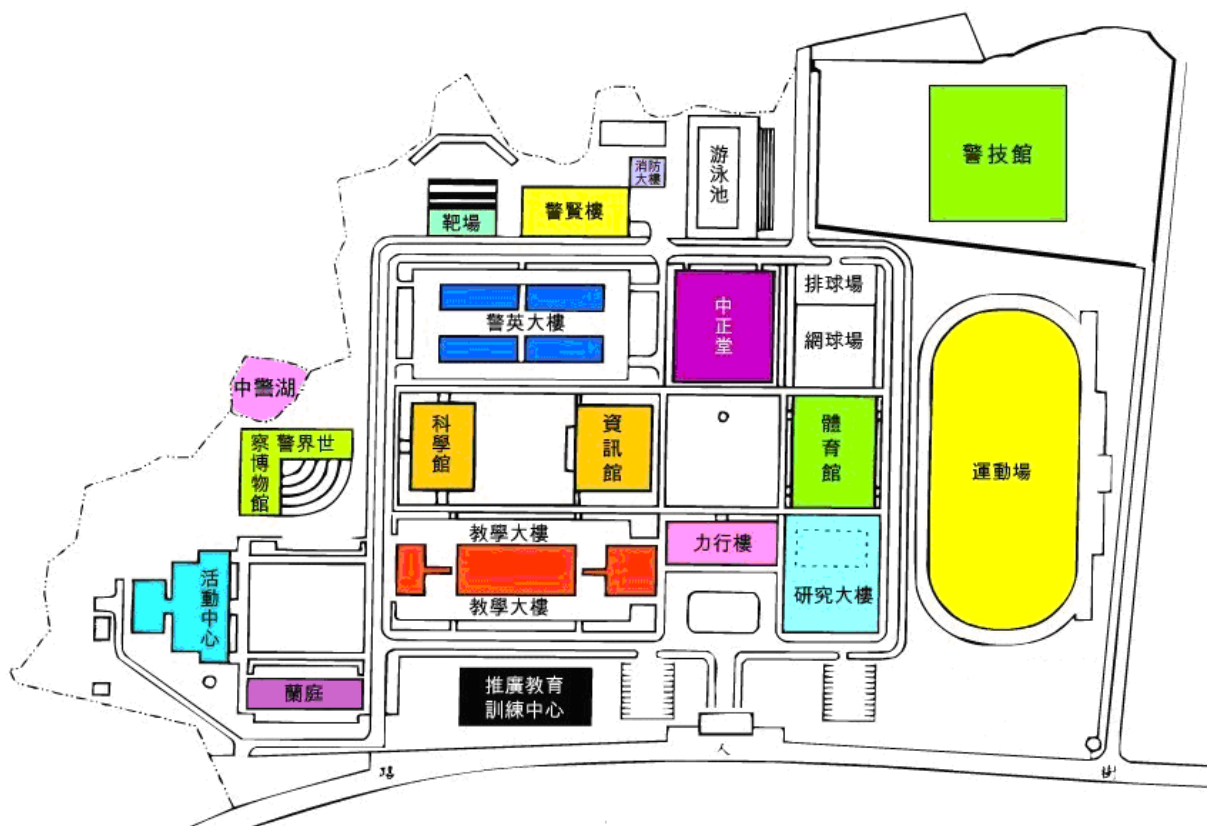 警技館
消防
大樓
游泳池
警賢樓
靶場
排球場
中正堂
警英大樓
網球場
中警湖
科學館
資訊館
體育館
察警界世
博物館
運動場
教學大樓
力行樓
活動中心
研究大樓
教學大樓
蘭庭
推廣教育
訓練中心
人
樹